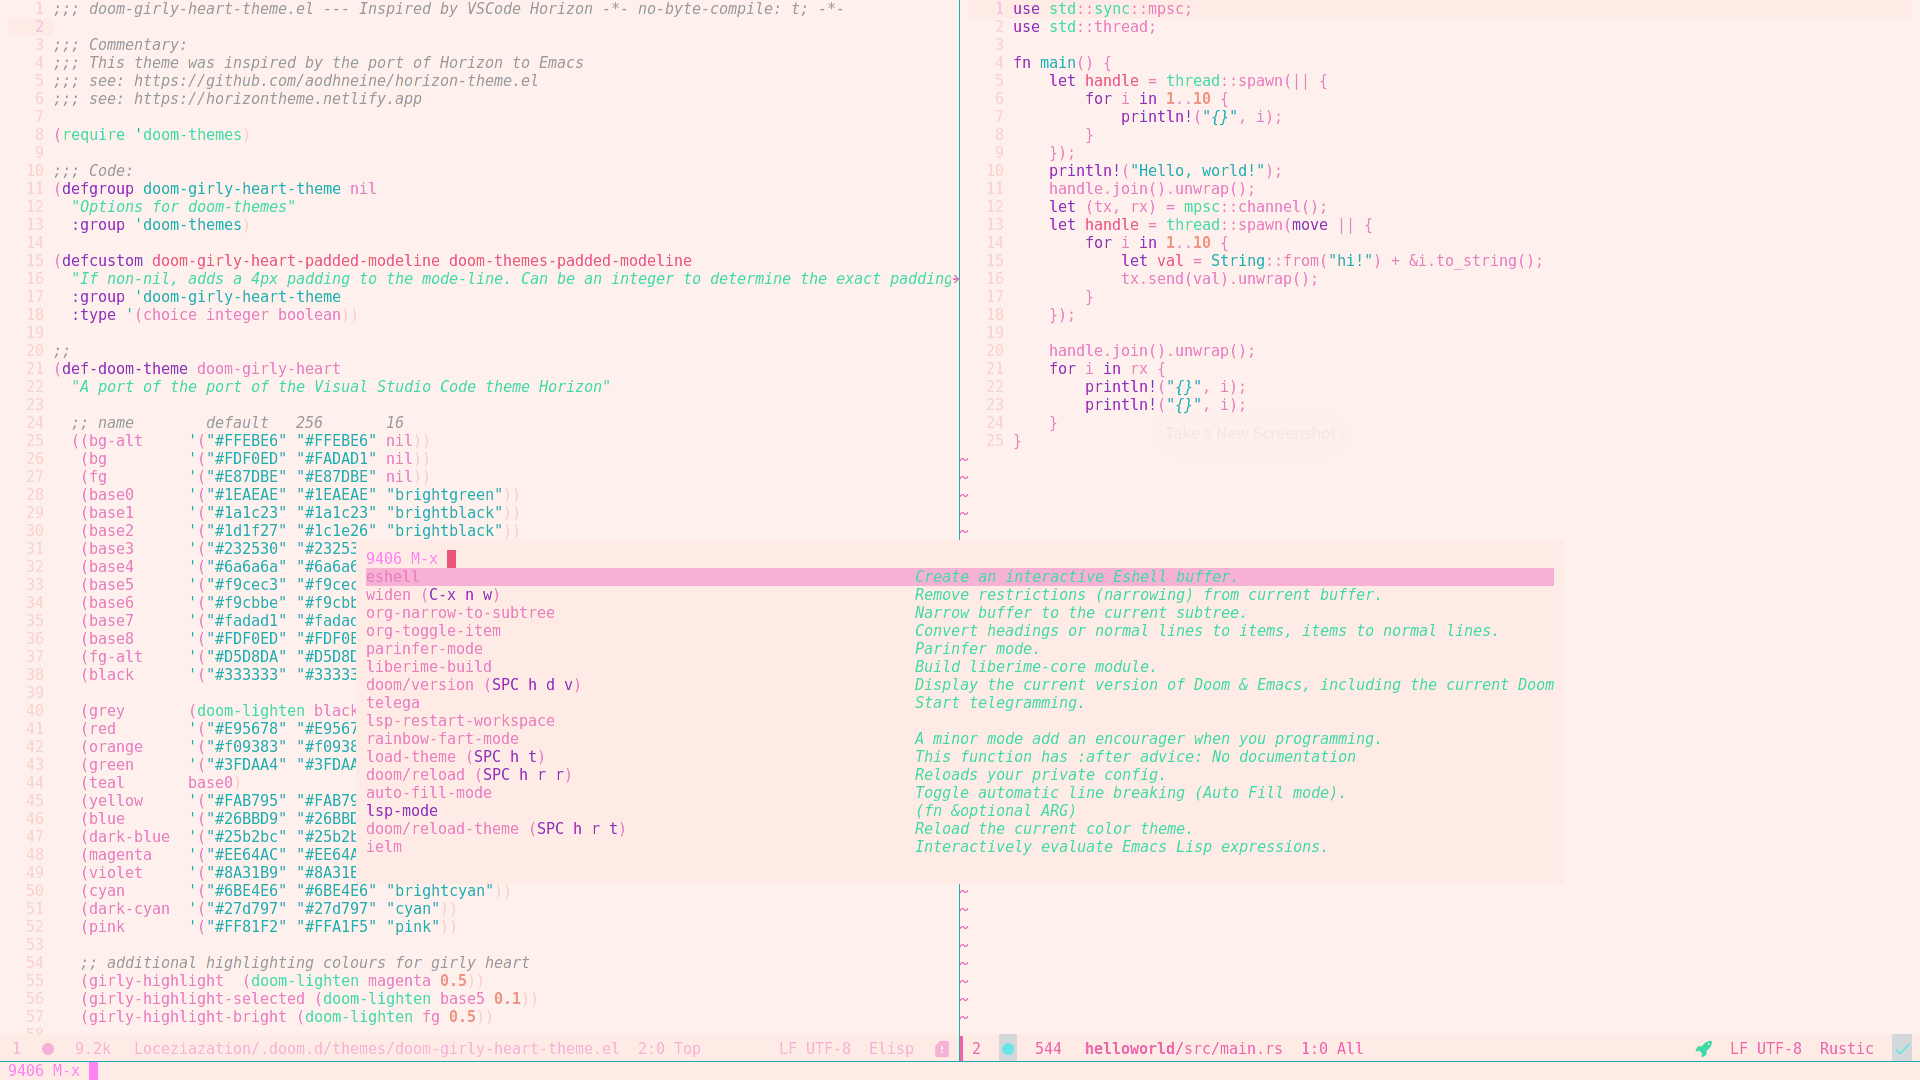 1 ;;; doom-girly-heart-theme.el --- Inspired by VSCode Horizon -*- no-byte-compile: t; -*-
2
3 ;;; Commentary:
4 ;;; This theme was inspired by the port of Horizon to Emacs
5 ;;; see: https://github.com/aodhneine/horizon-theme.el
6 ;;; see: https://horizontheme.netlify.app
7
8 (require 'doom-themes)
9
10 ;;; Code:
11 (defgroup doom-girly-heart-theme nil
12 "Options for doom-themes"
13 :group 'doom-themes)
14
15 (defcustom doom-girly-heart-padded-modeline doom-themes-padded-modeline
16 "If non-nil, adds a 4px padding to the mode-line. Can be an integer to determine the exact padding
17 :group 'doom-girly-heart-theme
18 :type '(choice integer boolean))
19
20 ;;
21 (def-doom-theme doom-girly-heart
22 "A port of the port of the Visual Studio Code theme Horizon"
23
24 ;; name default 256 16
25 ((bg-alt '("#FFEBE6" "#FFEBE6" nil))
26 (bg '("#FDF0ED" "#FADAD1" nil))
27 (fg '("#E87DBE" "#E87DBE" nil))
28 (base0 '("#1EAEAE" "#1EAEAE" "brightgreen"))
29 (base1 '("#1a1c23" "#1a1c23" "brightblack"))
30 (base2 '("#1d1f27" "#1c1e26" "brightblack"))
31 (base3 '("#232530" "#23253
32 (base4 '("#6a6a6a" "#6a6a6
33 (base5 '("#f9cec3" "#f9cec
34 (base6 '("#f9cbbe" "#f9cbb
35 (base7 '("#fadad1" "#fadad
36 (base8 '("#FDF0ED" "#FDF0E
37 (fg-alt '("#D5D8DA" "#D5D8D
38 (black '("#333333" "#33333
39
40 (grey (doom-lighten black
41 (red '("#E95678" "#E9567
42 (orange '("#f09383" "#f0938
43 (green '("#3FDAA4" "#3FDAA
44 (teal base0)
45 (yellow '("#FAB795" "#FAB79
46 (blue '("#26BBD9" "#26BBD
47 (dark-blue '("#25b2bc" "#25b2b
48 (magenta '("#EE64AC" "#EE64A
49 (violet '("#8A31B9" "#8A31B
50 (cyan '("#6BE4E6" "#6BE4E6" "brightcyan"))
51 (dark-cyan '("#27d797" "#27d797" "cyan"))
52 (pink '("#FF81F2" "#FFA1F5" "pink"))
53
54 ;; additional highlighting colours for girly heart
55 (girly-highlight (doom-lighten magenta 0.5))
56 (girly-highlight-selected (doom-lighten base5 0.1))
57 (girly-highlight-bright (doom-lighten fg 0.5))
58
1 use std::sync::mpsc;
2 use std::thread;
3
4 fn main() {
5 let handle = thread::spawn(|| {
6 for i in 1..10 {
7 println!("{}", i);
8 }
9 });
10 println!("Hello, world!");
11 handle.join().unwrap();
12 let (tx, rx) = mpsc::channel();
13 let handle = thread::spawn(move || {
14 for i in 1..10 {
15 let val = String::from("hi!") + &i.to_string();
16 tx.send(val).unwrap();
17 }
18 });
19
20 handle.join().unwrap();
21 for i in rx {
22 println!("{}", i);
23 println!("{}", i);
24 }
25 }
Take a New Screenshot
~
~
~
~
~
9406 M-x
eshell Create an interactive Eshell buffer.
widen (C-x n w) Remove restrictions (narrowing) from current buffer.
org-narrow-to-subtree Narrow buffer to the current subtree.
org-toggle-item Convert headings or normal lines to items, items to normal lines.
parinfer-mode Parinfer mode.
liberime-build Build liberime-core module.
doom/version (SPC h d v) Display the current version of Doom & Emacs, including the current Doom
telega Start telegramming.
lsp-restart-workspace
rainbow-fart-mode A minor mode add an encourager when you programming.
load-theme (SPC h t) This function has :after advice: No documentation
doom/reload (SPC h r r) Reloads your private config.
auto-fill-mode Toggle automatic line breaking (Auto Fill mode).
lsp-mode (fn &optional ARG)
doom/reload-theme (SPC h r t) Reload the current color theme.
ielm Interactively evaluate Emacs Lisp expressions.
~
~
~
~
~
~
~
~
1 9.2k Loceziazation/.doom.d/themes/doom-girly-heart-theme.el 2:0 Top LF UTF-8 Elisp
2 544 helloworld/src/main.rs 1:0 All LF UTF-8 Rustic
9406 M-x